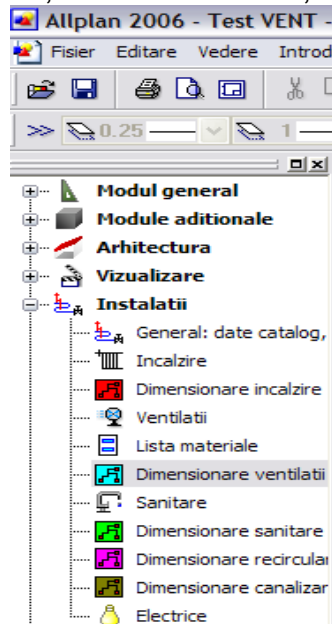 Allplan 2006 - Test VENT -
Fisier Editare Vedere Introd
>> 0.25 1
Modul general
Module aditionale
Arhitectura
Vizualizare
Instalatii
General: date catalog,
Incalzire
Dimensionare incalzire
Ventilatii
Lista materiale
Dimensionare ventilatii
Sanitare
Dimensionare sanitare
Dimensionare recircular
Dimensionare canalizar
Electrice